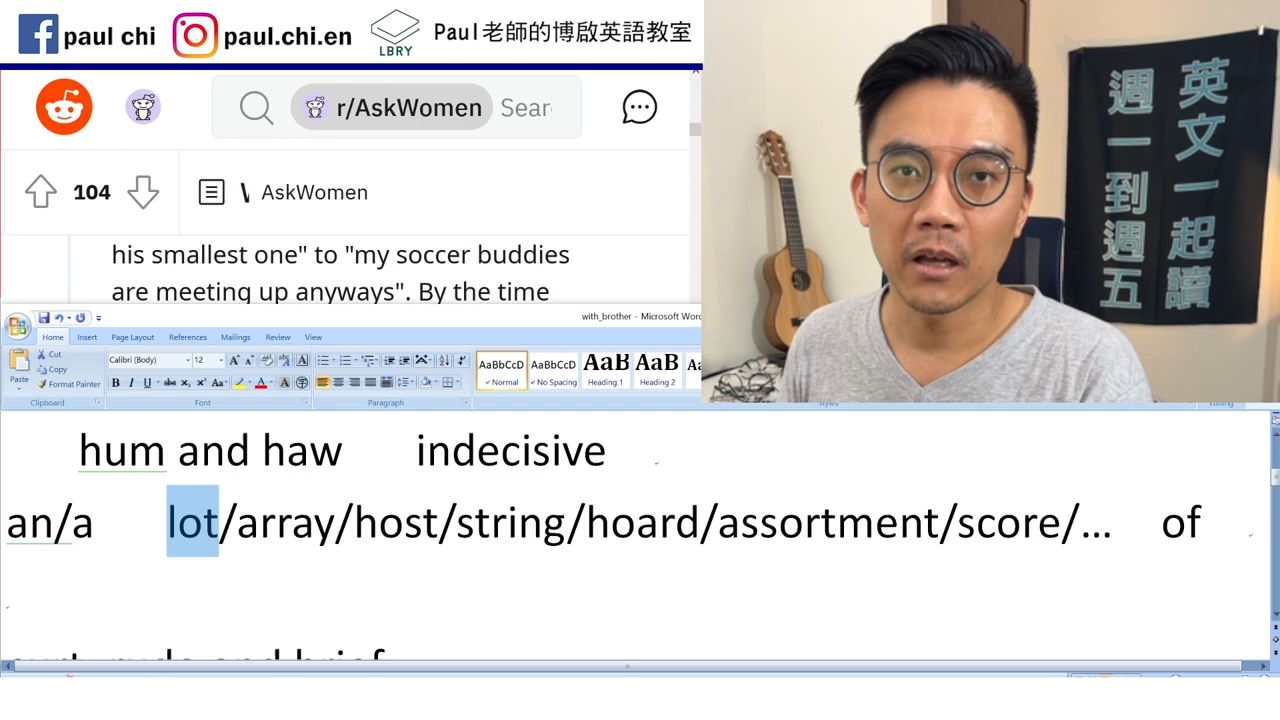 paul chi
paul.chi.en
LBRY
Paul老師的博啟英語教室
r/AskWomen Sear
104
AskWomen
his smallest one" to "my soccer buddies
are meeting up anyways". By the time
with_brother - Microsoft Word
Home Insert Page Layout References Mailings Review View
Paste
Cut
Copy
Format Painter
Calibri (Body) 12
AaBbCcD AaBbCcD AaB AaB
Normal No Spacing Heading 1 Heading 2
Clipboard Font Paragraph Styles Editing
英文一起讀
週一到週五
hum and haw indecisive
an/a lot/array/host/string/hoard/assortment/score/... of